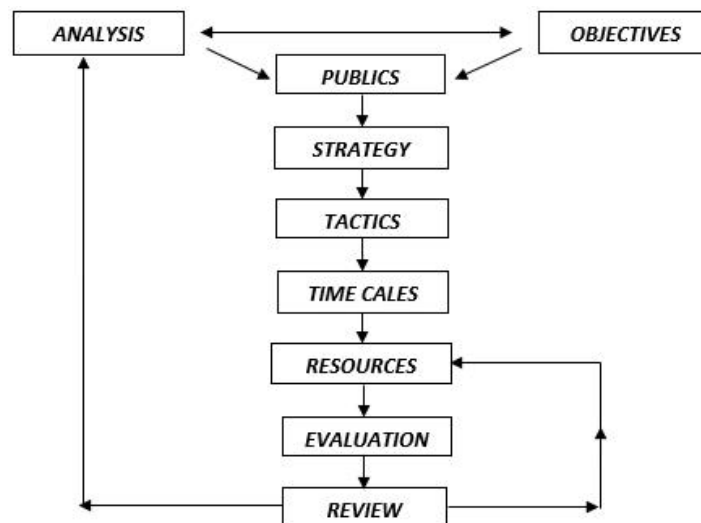 ANALYSIS
OBJECTIVES
PUBLICS
STRATEGY
TACTICS
TIME CALES
RESOURCES
EVALUATION
REVIEW